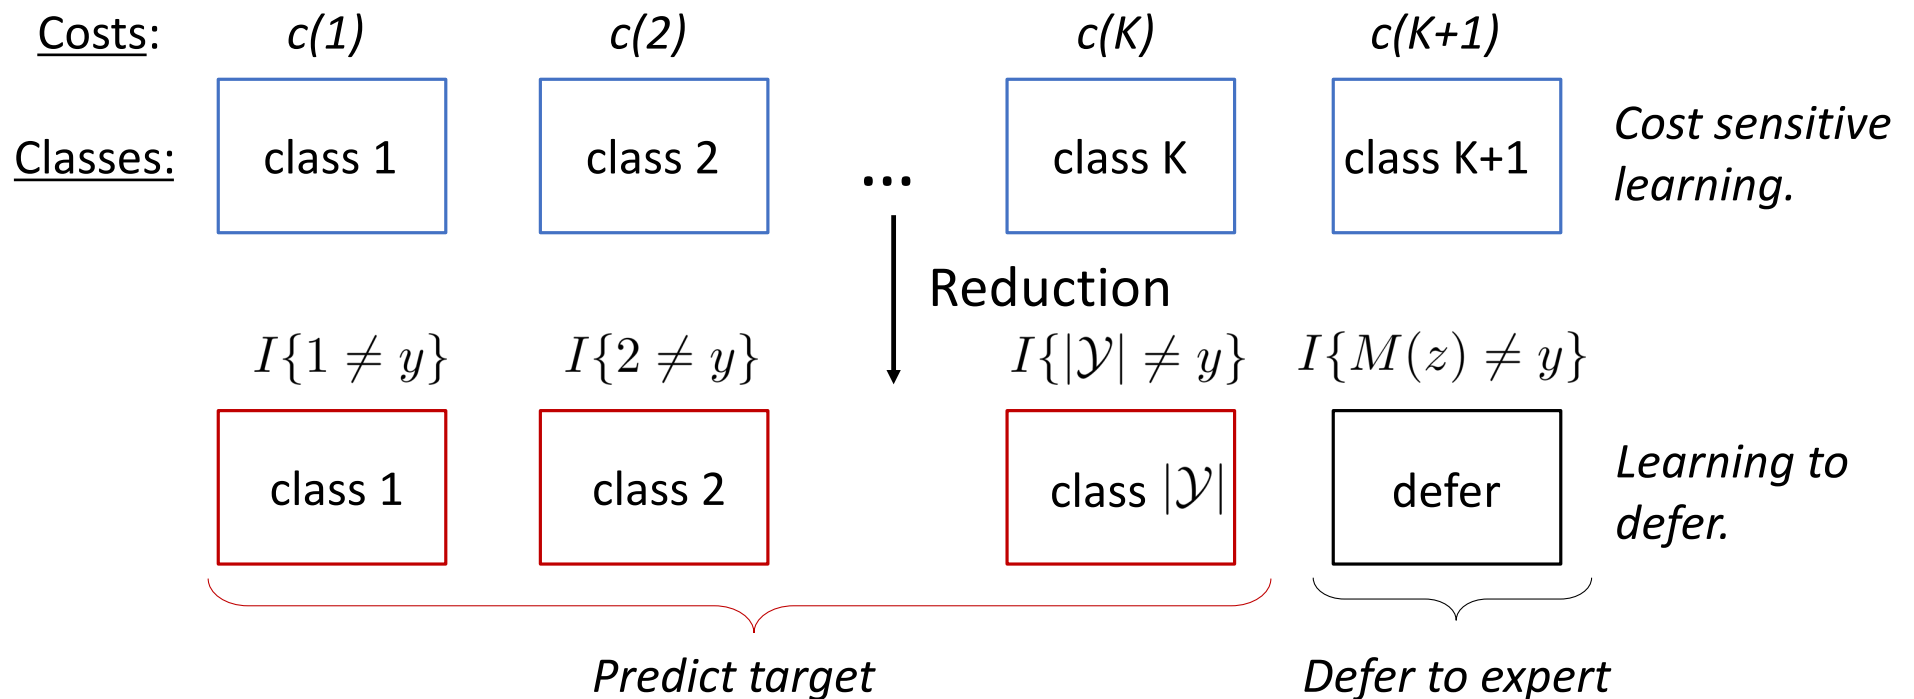 Costs: c(1) c(2) c(K) c(K+1)
Classes: class 1 class 2 ... class K class K+1 Cost sensitive
learning.
Reduction
I{1 ≠ y} I{2 ≠ y} I{|𝒴| ≠ y} I{M(z) ≠ y}
class 1 class 2 class |𝒴| defer Learning to
defer.
Predict target Defer to expert